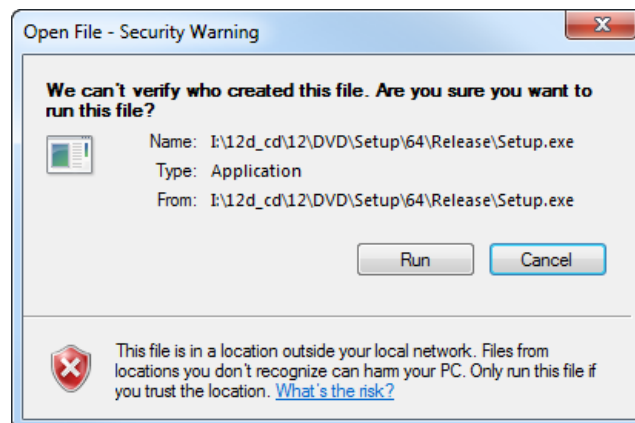 Open File - Security Warning
We can't verify who created this file. Are you sure you want to
run this file?
Name: I:\12d_cd\12\DVD\Setup\64\Release\Setup.exe
Type: Application
From: I:\12d_cd\12\DVD\Setup\64\Release\Setup.exe
Run Cancel
This file is in a location outside your local network. Files from
locations you don't recognize can harm your PC. Only run this file if
you trust the location. What's the risk?